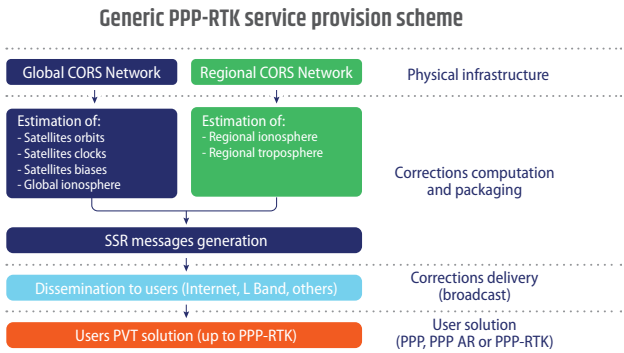 Generic PPP-RTK service provision scheme
Global CORS Network
Regional CORS Network
Physical infrastructure
Estimation of:
- Satellites orbits
- Satellites clocks
- Satellites biases
- Global ionosphere
Estimation of:
- Regional ionosphere
- Regional troposphere
Corrections computation
and packaging
SSR messages generation
Dissemination to users (Internet, L Band, others)
Corrections delivery
(broadcast)
Users PVT solution (up to PPP-RTK)
User solution
(PPP, PPP AR or PPP-RTK)